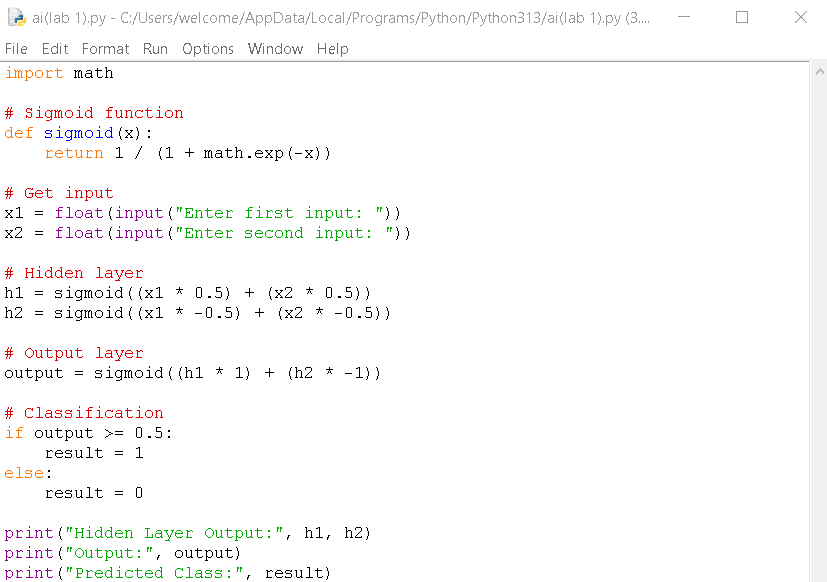 ai(lab 1).py - C:/Users/welcome/AppData/Local/Programs/Python/Python313/ai(lab 1).py (3....
File Edit Format Run Options Window Help
import math

# Sigmoid function
def sigmoid(x):
    return 1 / (1 + math.exp(-x))

# Get input
x1 = float(input("Enter first input: "))
x2 = float(input("Enter second input: "))

# Hidden layer
h1 = sigmoid((x1 * 0.5) + (x2 * 0.5))
h2 = sigmoid((x1 * -0.5) + (x2 * -0.5))

# Output layer
output = sigmoid((h1 * 1) + (h2 * -1))

# Classification
if output >= 0.5:
    result = 1
else:
    result = 0

print("Hidden Layer Output:", h1, h2)
print("Output:", output)
print("Predicted Class:", result)